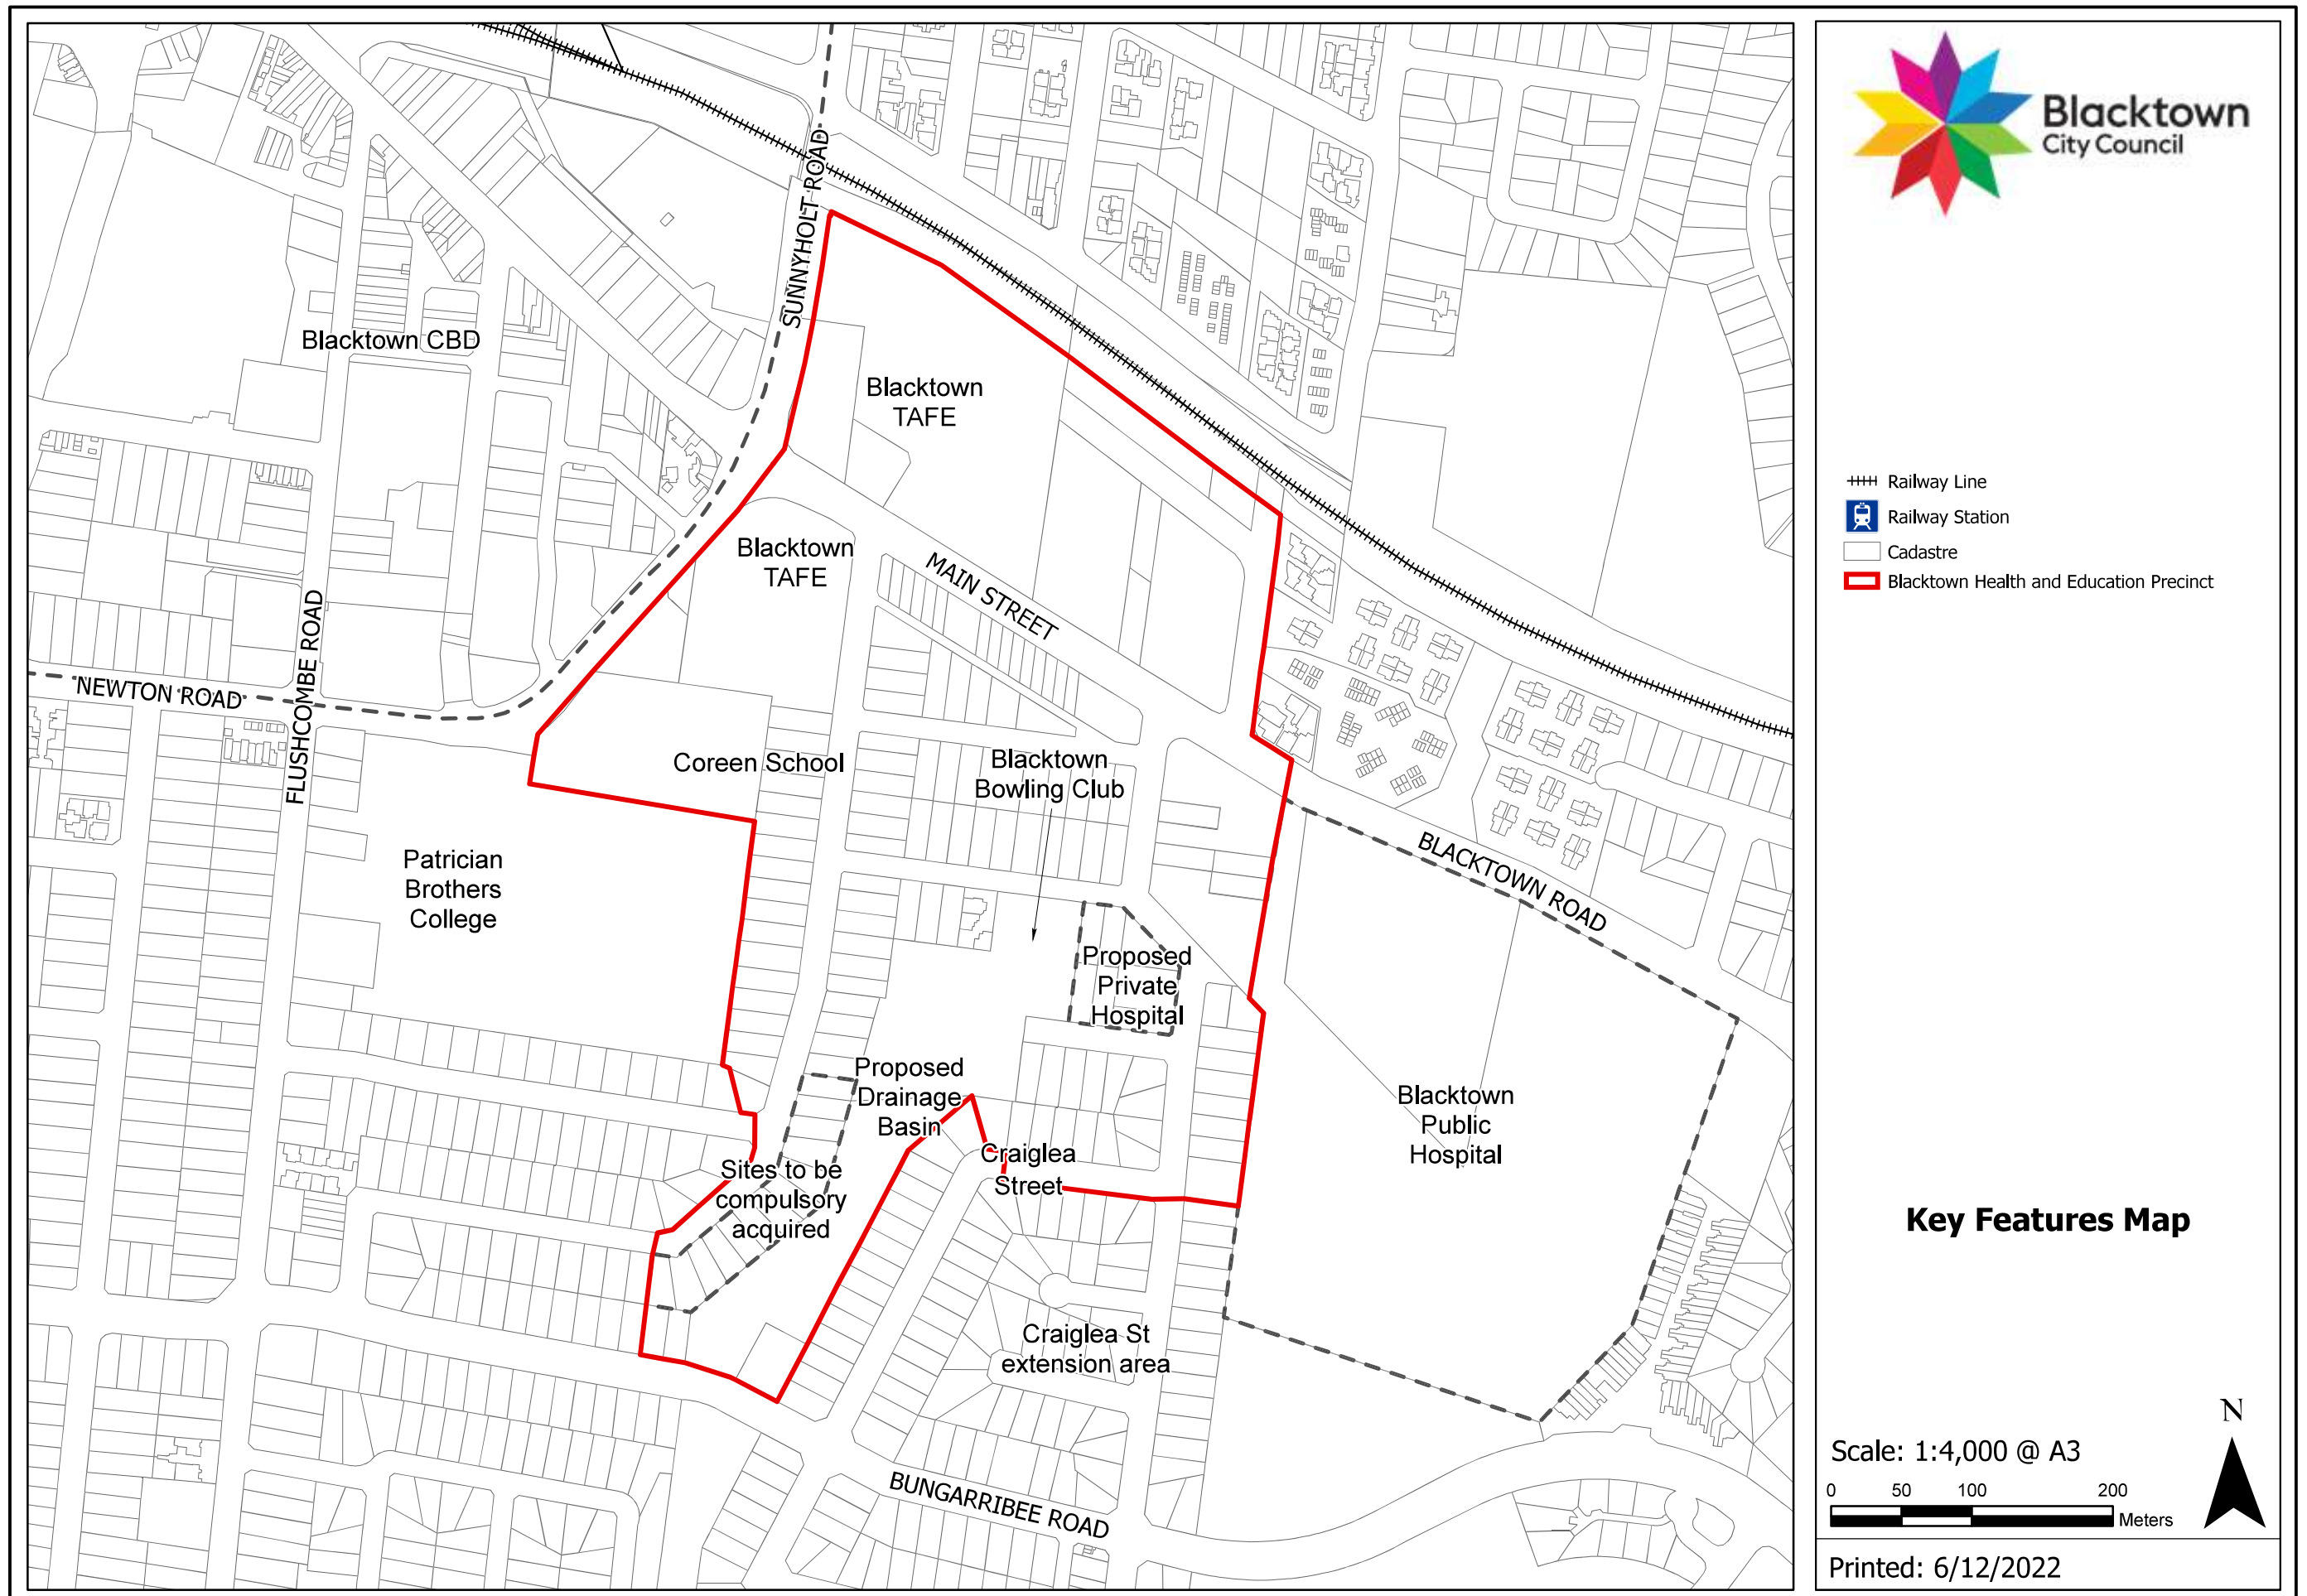 SUNNYHOLT ROAD
Blacktown CBD
Blacktown
TAFE
Blacktown
TAFE
MAIN STREET
FLUSHCOMBE ROAD
NEWTON ROAD
Coreen School
Blacktown
Bowling Club
BLACKTOWN ROAD
Patrician
Brothers
College
Proposed
Private
Hospital
Proposed
Drainage
Basin
Blacktown
Public
Hospital
Craiglea
Street
Sites to be
compulsory
acquired
Craiglea St
extension area
BUNGARRIBEE ROAD
Blacktown
City Council
Railway Line
Railway Station
Cadastre
Blacktown Health and Education Precinct
Key Features Map
N
Scale: 1:4,000 @ A3
0 50 100 200
Meters
Printed: 6/12/2022